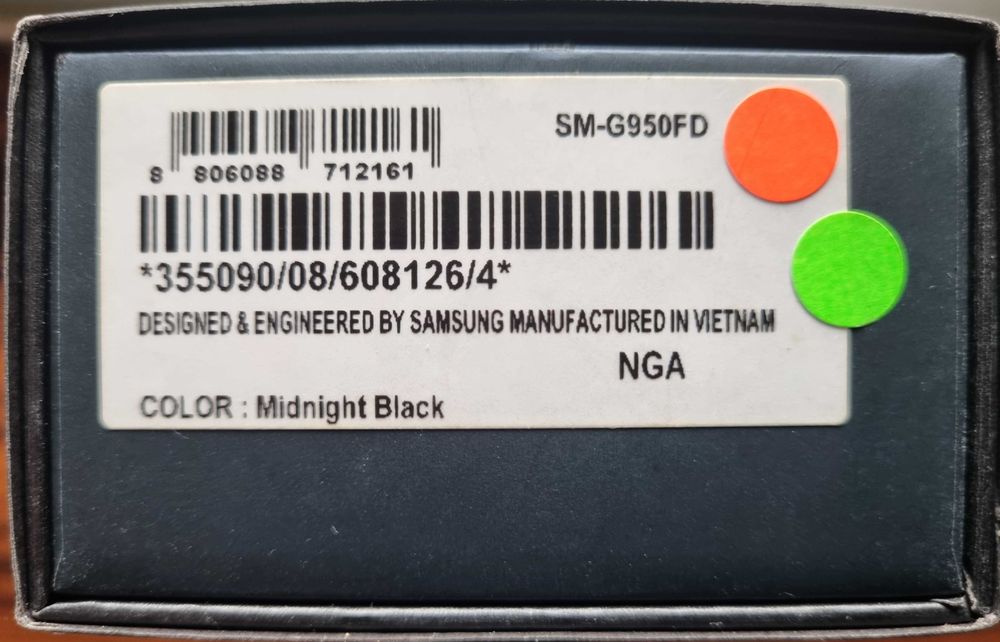 SM-G950FD
8 806088 712161
*355090/08/608126/4*
DESIGNED & ENGINEERED BY SAMSUNG MANUFACTURED IN VIETNAM
NGA
COLOR : Midnight Black